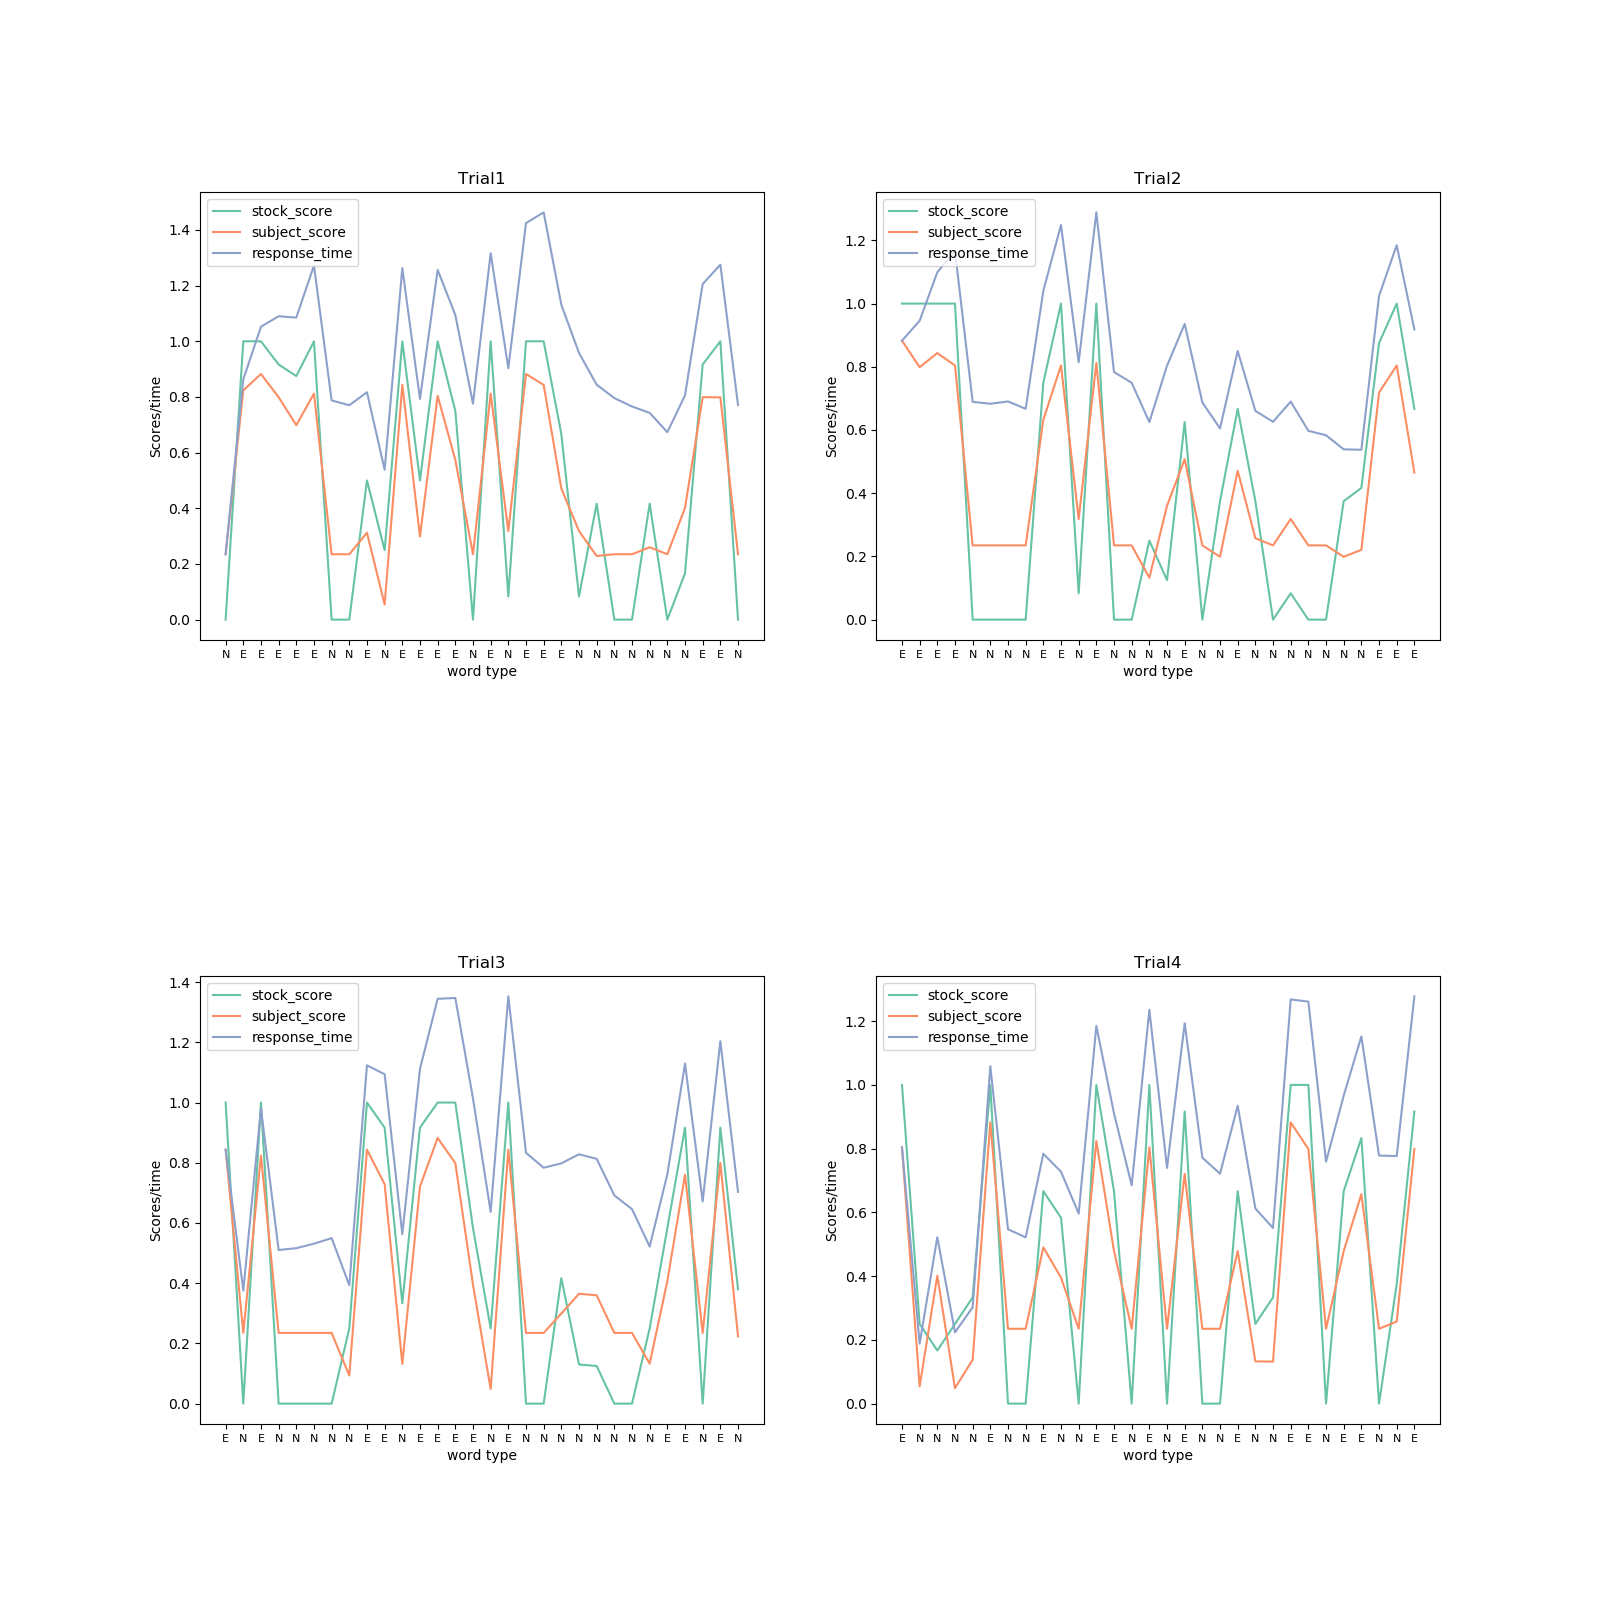 Trial1
stock_score
subject_score
response_time
1.4
1.2
1.0
0.8
0.6
0.4
0.2
0.0
Scores/time
N E E E E E N N E N E E E E N E N E E E N N N N N N N E E N
word type
Trial2
stock_score
subject_score
response_time
1.2
1.0
0.8
0.6
0.4
0.2
0.0
Scores/time
E E E E N N N N E E N E N N N N E N N E N N N N N N N E E E
word type
Trial3
stock_score
subject_score
response_time
1.4
1.2
1.0
0.8
0.6
0.4
0.2
0.0
Scores/time
E N E N N N N N E E N E E E E N E N N N N N N N N E E N E N
word type
Trial4
stock_score
subject_score
response_time
1.2
1.0
0.8
0.6
0.4
0.2
0.0
Scores/time
E N N N N E N N E N N E E N E N E N N E N N E E N E E N N E
word type